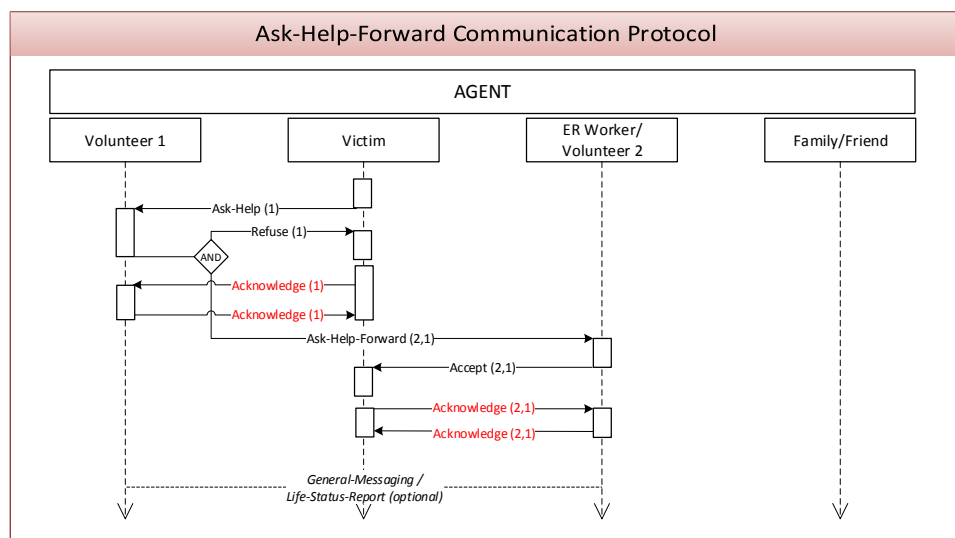 Ask-Help-Forward Communication Protocol
AGENT
Volunteer 1
Victim
ER Worker/
Volunteer 2
Family/Friend
Ask-Help (1)
Refuse (1)
AND
Acknowledge (1)
Acknowledge (1)
Ask-Help-Forward (2,1)
Accept (2,1)
Acknowledge (2,1)
Acknowledge (2,1)
General-Messaging /
Life-Status-Report (optional)